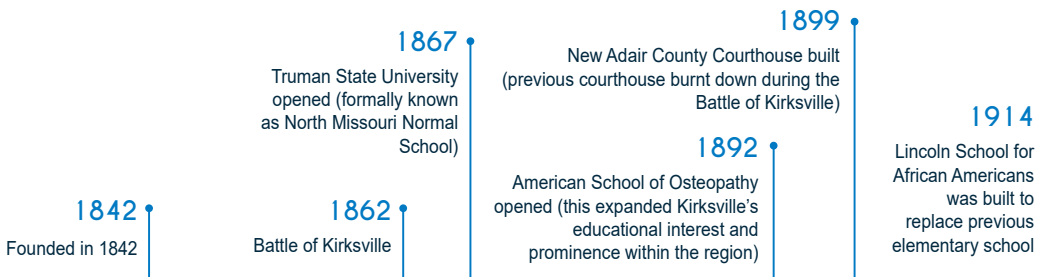 1842
Founded in 1842
1862
Battle of Kirksville
1867
Truman State University
opened (formally known
as North Missouri Normal
School)
1892
American School of Osteopathy
opened (this expanded Kirksville’s
educational interest and
prominence within the region)
1899
New Adair County Courthouse built
(previous courthouse burnt down during the
Battle of Kirksville)
1914
Lincoln School for
African Americans
was built to
replace previous
elementary school